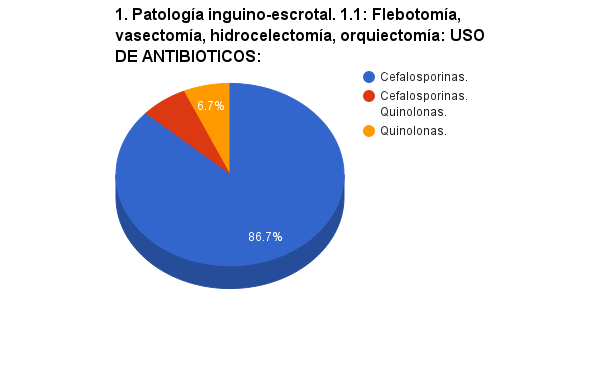 1. Patología inguino-escrotal. 1.1: Flebotomía,
vasectomía, hidrocelectomía, orquiectomía: USO
DE ANTIBIOTICOS:
Cefalosporinas.
Cefalosporinas.
Quinolonas.
Quinolonas.
6.7%
86.7%